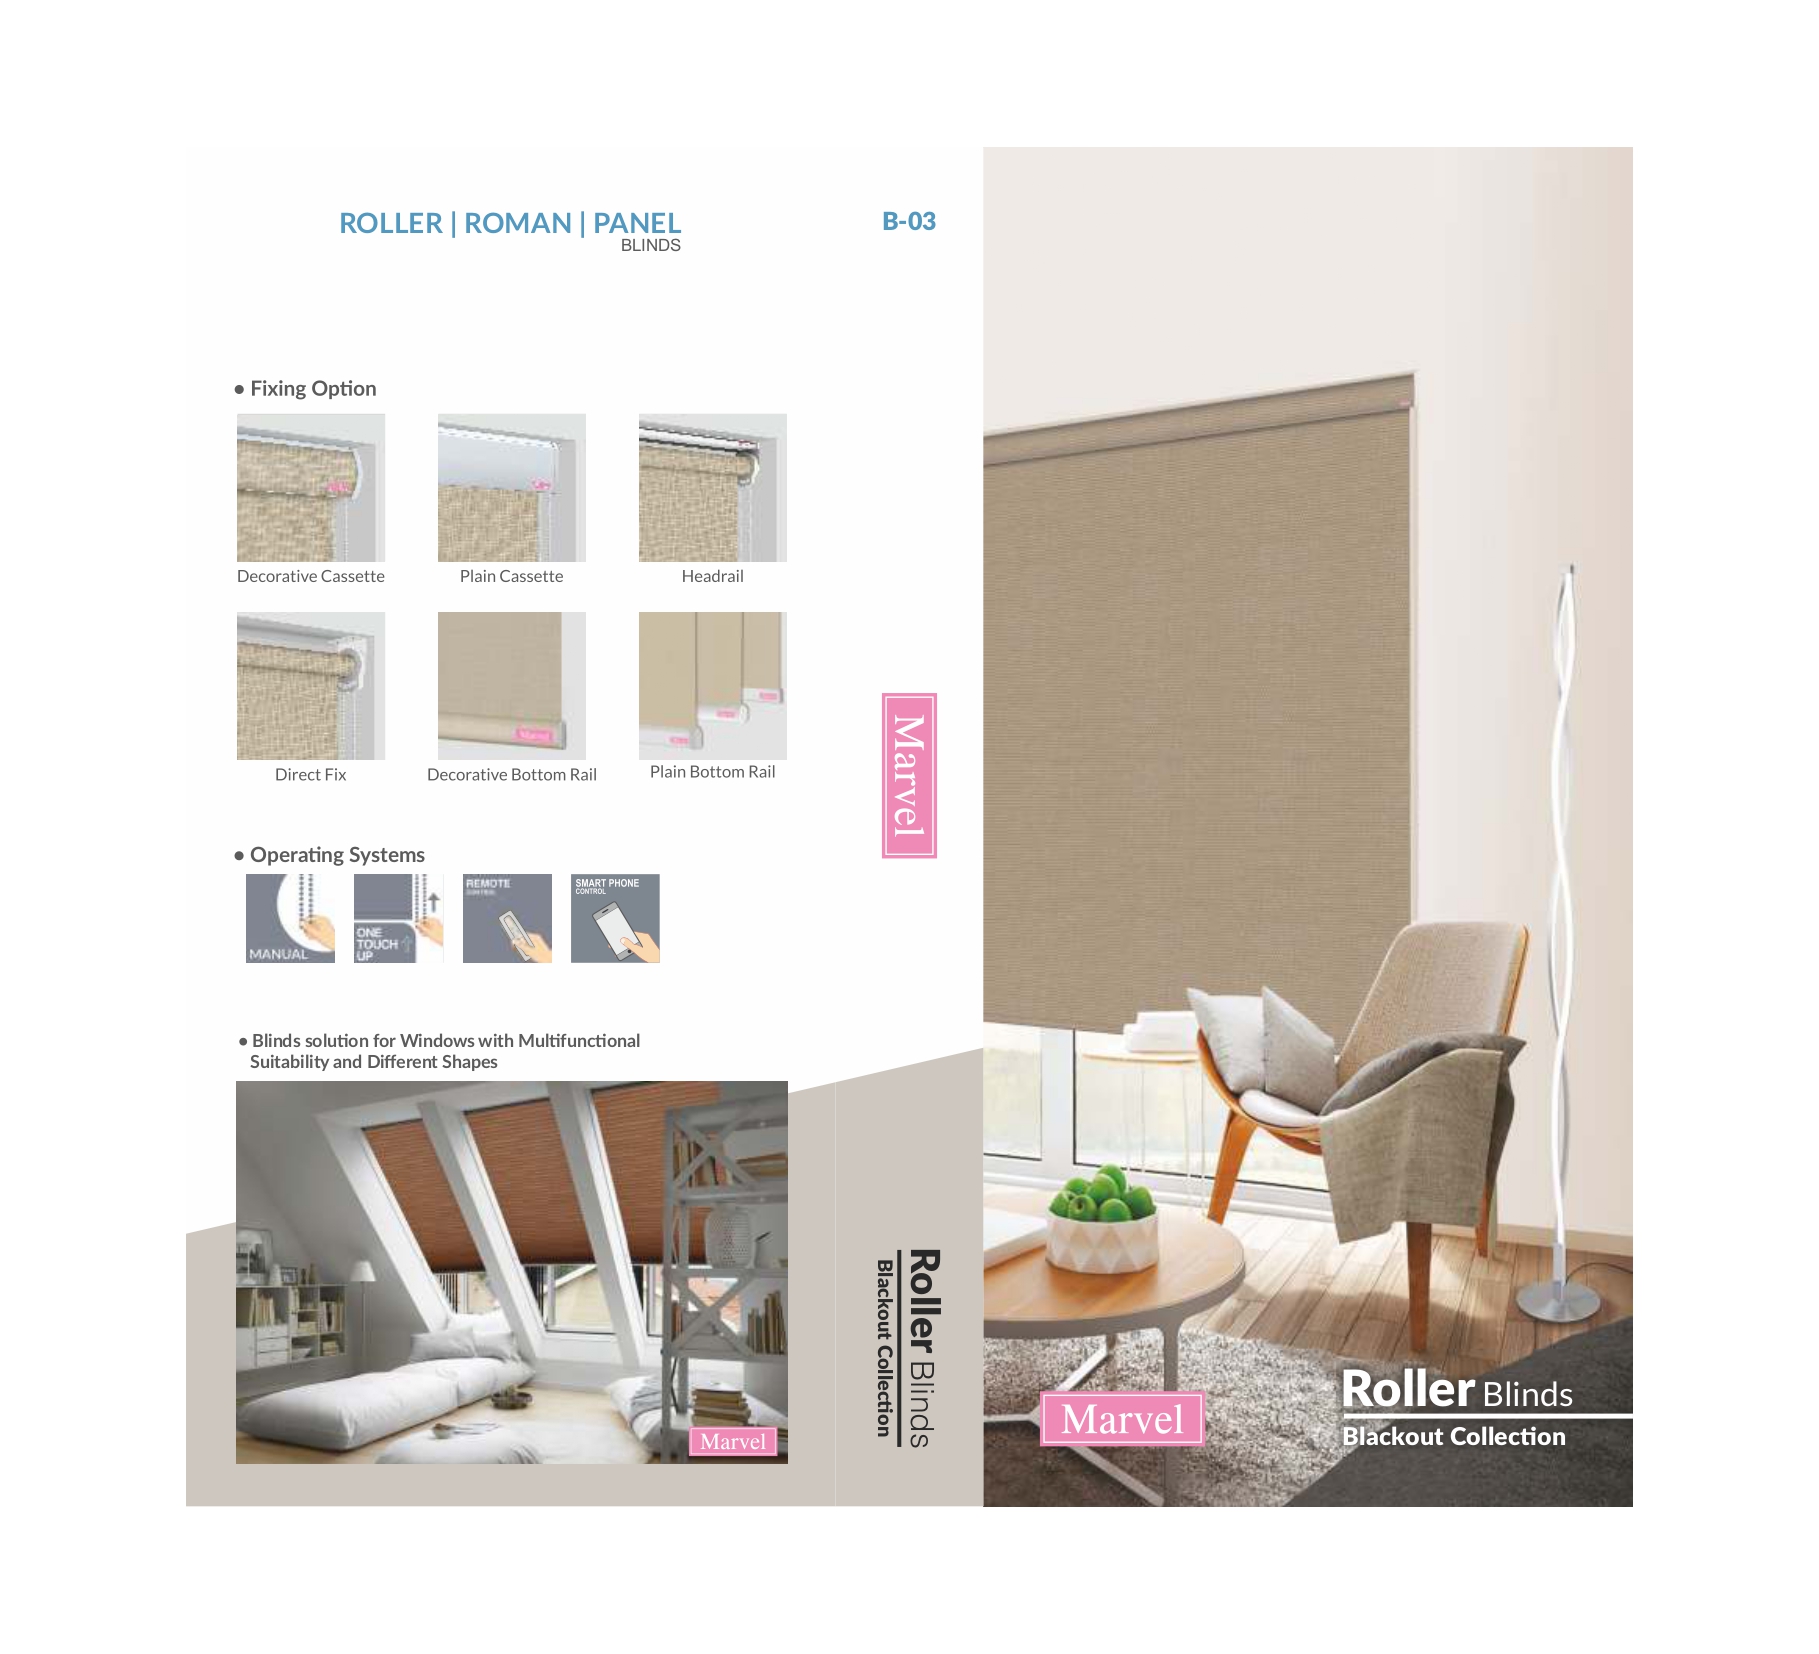 ROLLER | ROMAN | PANEL
BLINDS
B-03
• Fixing Option
Decorative Cassette
Plain Cassette
Headrail
Direct Fix
Marvel
Decorative Bottom Rail
Plain Bottom Rail
Marvel
• Operating Systems
MANUAL
ONE
TOUCH
UP
REMOTE
CONTROL
SMART PHONE
CONTROL
• Blinds solution for Windows with Multifunctional
Suitability and Different Shapes
Marvel
Roller Blinds
Blackout Collection
Marvel
Roller Blinds
Blackout Collection